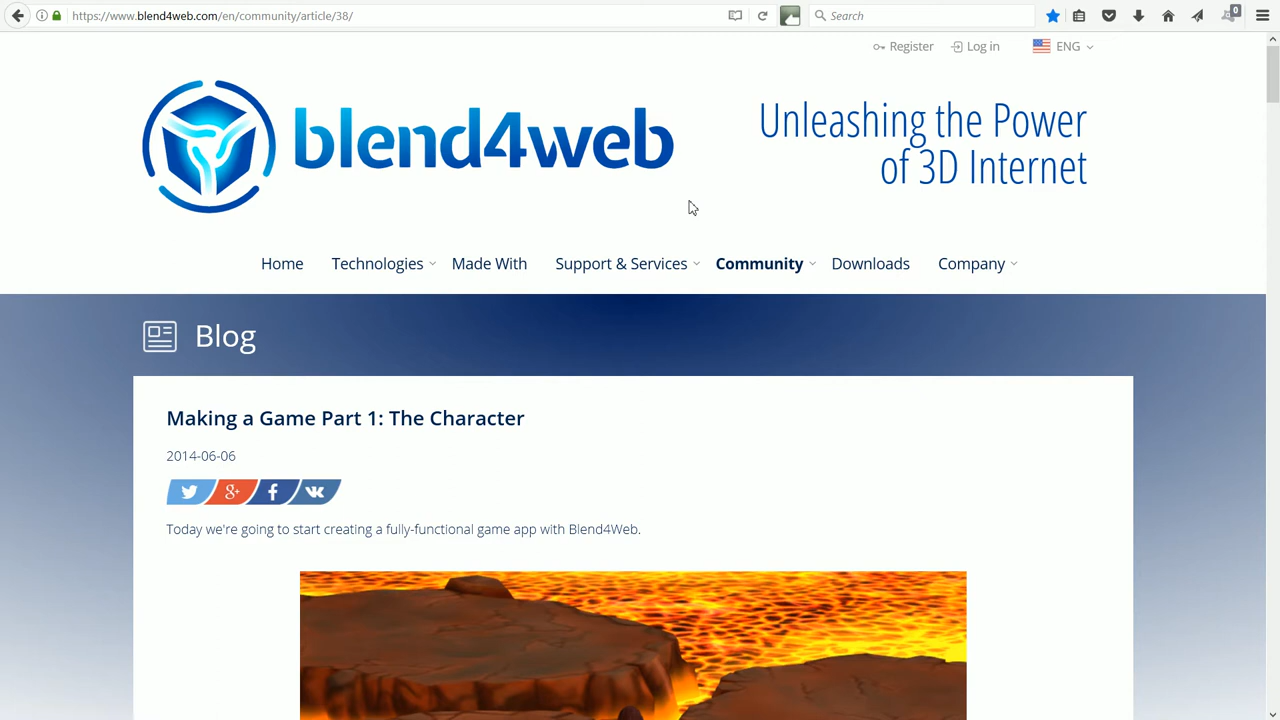 https://www.blend4web.com/en/community/article/38/
Search
0
Register
Log in
ENG
blend4web
Unleashing the Power
of 3D Internet
Home
Technologies
Made With
Support & Services
Community
Downloads
Company
Blog
Making a Game Part 1: The Character
2014-06-06
Today we're going to start creating a fully-functional game app with Blend4Web.